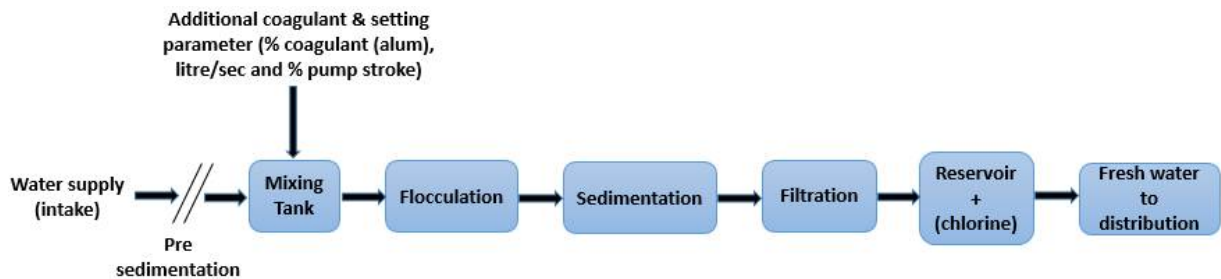 Additional coagulant & setting
parameter (% coagulant (alum),
litre/sec and % pump stroke)
Water supply
(intake)
Pre
sedimentation
Mixing
Tank
Flocculation
Sedimentation
Filtration
Reservoir
+
(chlorine)
Fresh water
to
distribution